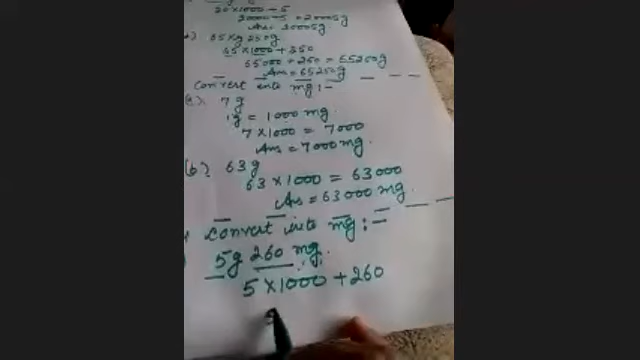 20×1000+5
20000+5=20005g
Ans= 20005g.
65kg 250g
65×1000+250
65000+250=65250g
Ans=65250g
Convert into mg:-
(a). 7g
1g = 1000 mg.
7×1000 = 7000
Ans = 7000mg.
(b). 63g
63×1000 = 63000
Ans = 63000 mg.
Convert into mg:-
5g 260 mg.
5×1000+260